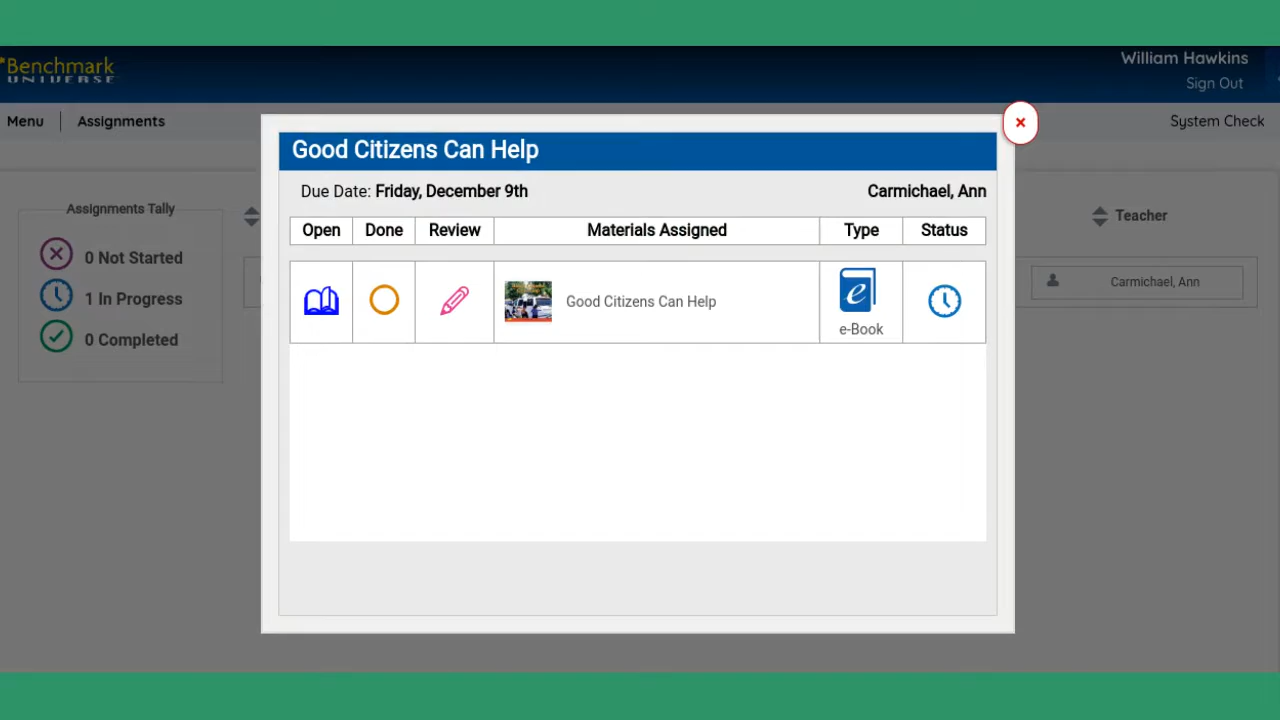 Benchmark
UNIVERSE
William Hawkins
Sign Out
Menu
Assignments
System Check
Good Citizens Can Help
Due Date: Friday, December 9th
Carmichael, Ann
Open
Done
Review
Materials Assigned
Type
Status
Good Citizens Can Help
e
e-Book
Assignments Tally
0 Not Started
1 In Progress
0 Completed
Teacher
Carmichael, Ann